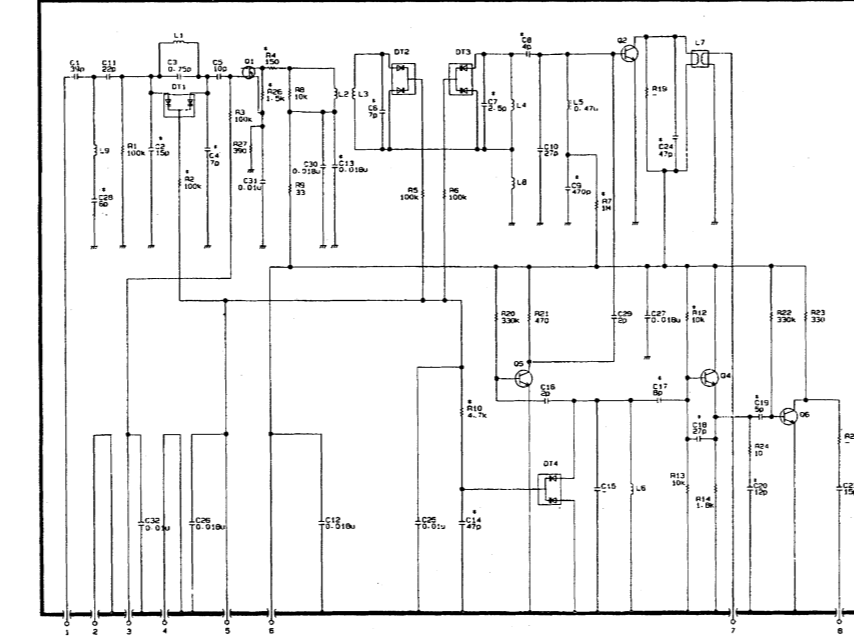 L1
C1
39p
C11
22p
C3
0.75p
C5
10p
DT1
Q1
R4
150
R26
1.5k
R8
10k
L2
L3
DT2
DT3
C6
7p
C7
2.5p
L4
C8
4p
Q2
L7
L5
0.47u
R19
C24
47p
L9
R1
100k
C2
15p
R2
100k
C4
7p
R3
100k
R27
390
C31
0.01u
R9
33
C30
0.018u
C13
0.018u
R5
100k
R6
100k
L8
C10
27p
C9
470p
R7
1M
C28
6p
R20
330k
R21
470
C29
2p
C27
0.018u
R12
10k
R22
330k
R23
330
Q5
C16
2p
C17
8p
Q4
C19
5p
Q6
R10
4.7k
C18
27p
R24
10
DT4
C15
L6
R13
10k
R14
1.8k
C20
12p
C32
0.01u
C26
0.018u
C12
0.018u
C25
0.01u
C14
47p
1
2
3
4
5
6
7
8